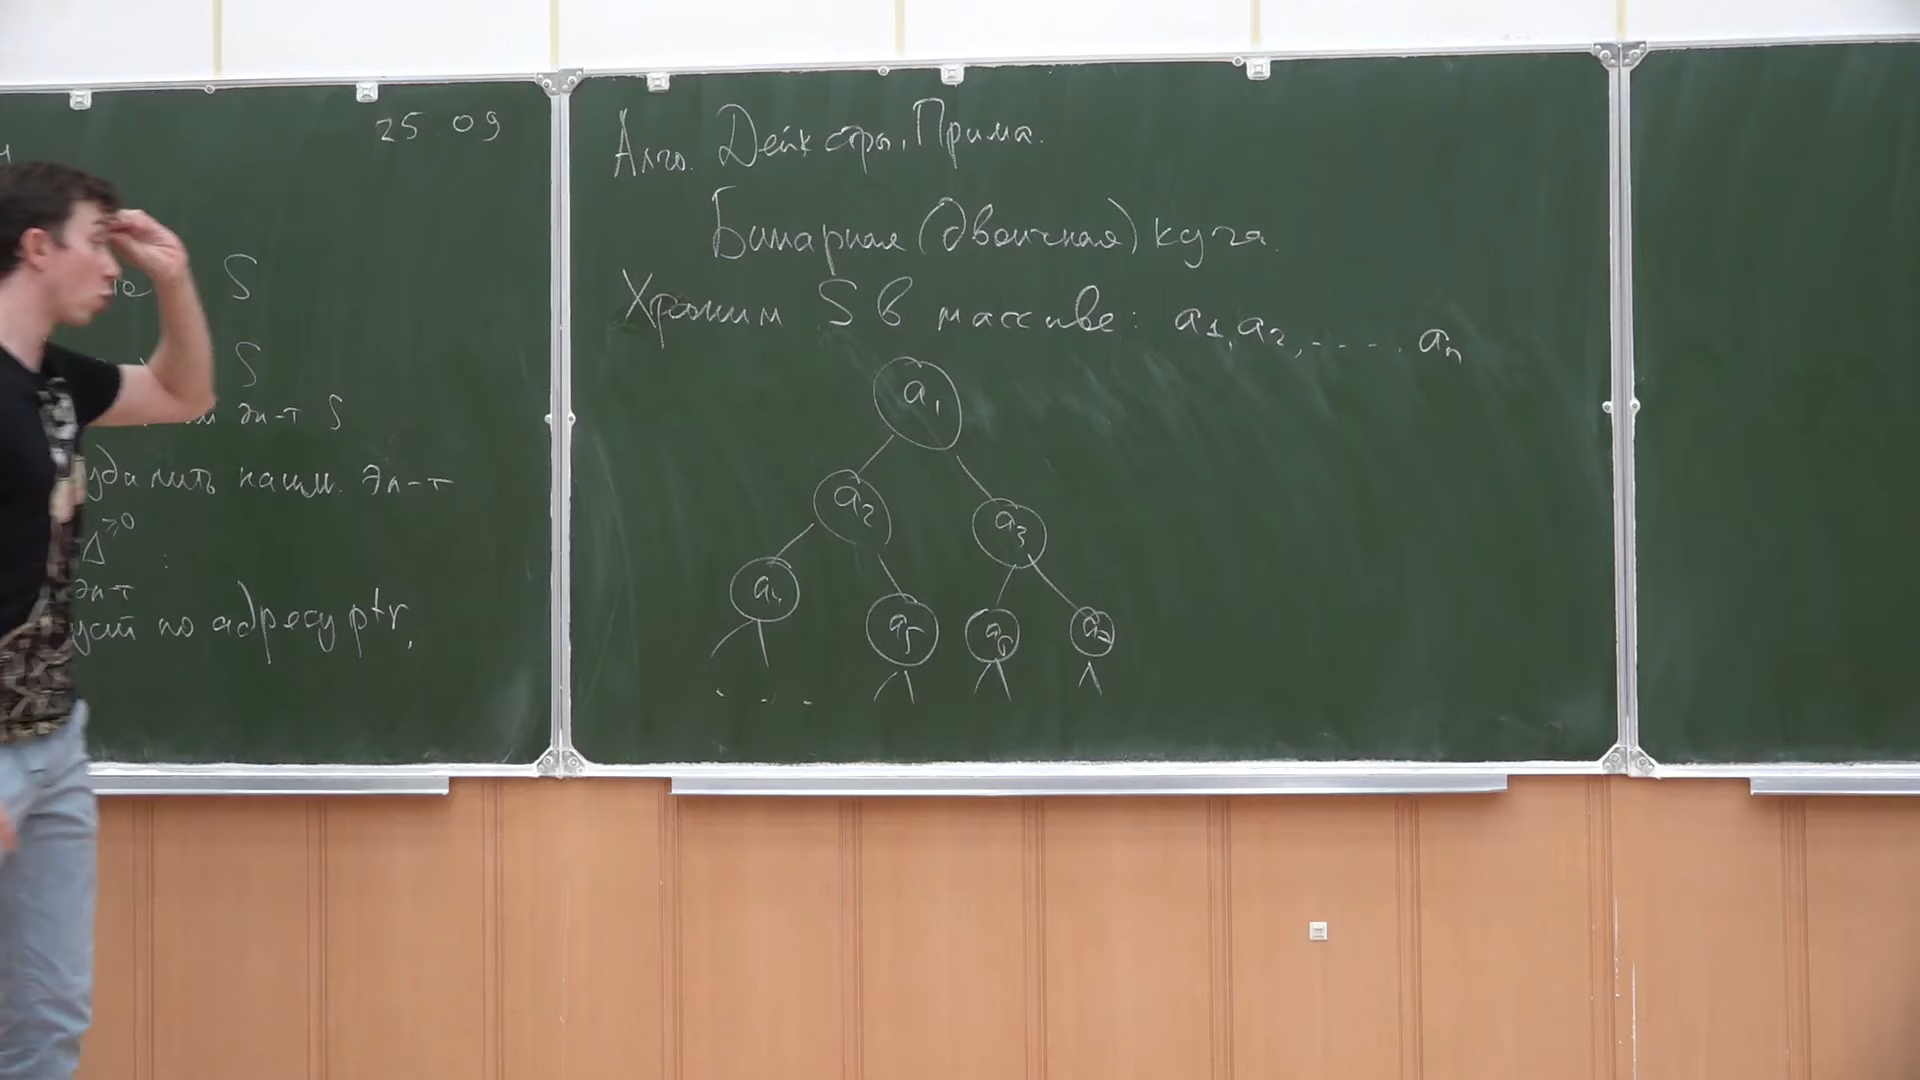 25.09
S
S
эл-т S
удалить наим. эл-т
Δ ≥0 :
эл-т
по адресу ptr,
Алго. Дейкстры, Прима.
Бинарная (двоичная) куча.
Храним S в массиве: a1, a2, ...., an
a1
a2 a3
a4 a5 a6 a7
. . .